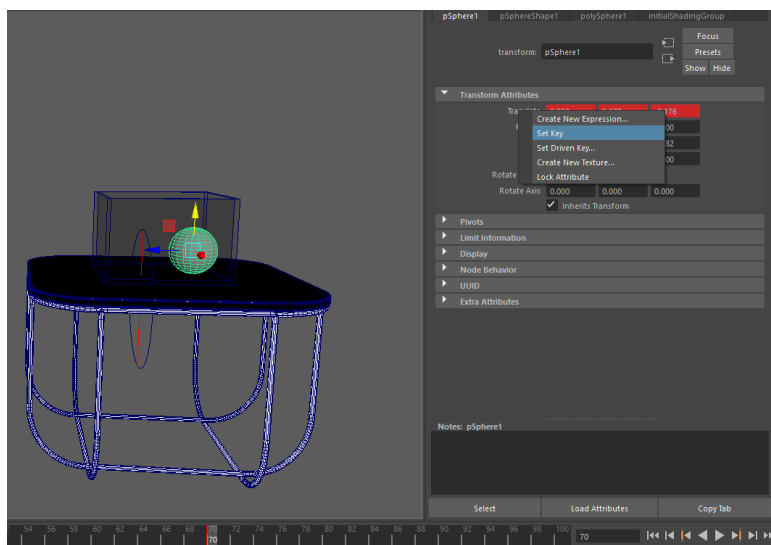 pSphere1 pSphereShape1 polySphere1 initialShadingGroup
Focus
transform: pSphere1
Presets
Show Hide
Transform Attributes
Create New Expression...
Set Key
Set Driven Key...
Create New Texture...
Rotate
Lock Attribute
Rotate Axis 0.000 0.000 0.000
Inherits Transform
Pivots
Limit Information
Display
Node Behavior
UUID
Extra Attributes
Notes: pSphere1
Select Load Attributes Copy Tab
54 56 58 60 62 64 66 68 70 72 74 76 78 80 82 84 86 88 90 92 94 96 98 100
70 70